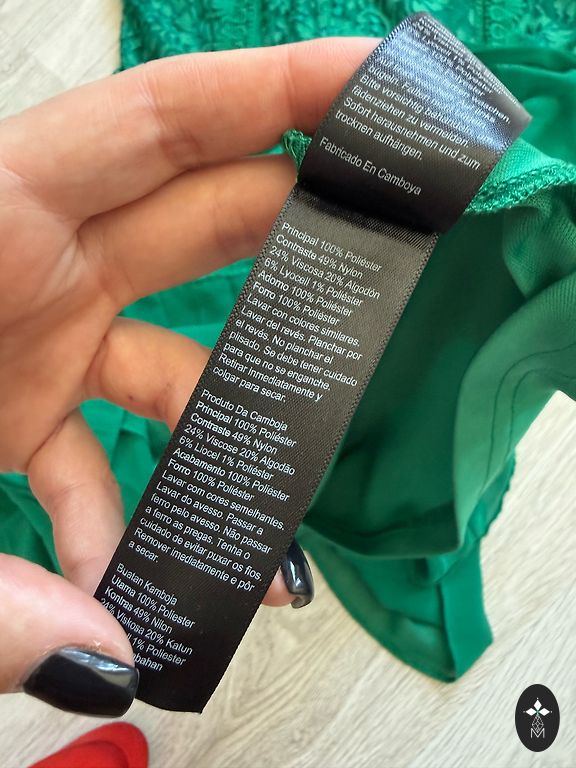 Bitte vorsichtig behandeln
fadenziehen zu vermeiden.
Sofort herausnehmen und zum
trocknen aufhängen.
Fabricado En Camboya
Principal 100% Poliéster
Contraste 49% Nylon
24% Viscosa 20% Algodón
6% Lyocell 1% Poliéster
Adorno 100% Poliéster
Forro 100% Poliéster
Lavar con colores similares.
Lavar del revés. Planchar por
el revés. No planchar el
plisado. Se debe tener cuidado
para que no se enganche.
Retirar Inmediatamente y
colgar para secar.
Produto Da Camboja
Principal 100% Poliéster
Contraste 49% Nylon
24% Viscose 20% Algodão
6% Liocel 1% Poliéster
Acabamento 100% Poliéster
Forro 100% Poliéster
Lavar com cores semelhantes.
Lavar do avesso. Passar a
ferro pelo avesso. Não passar
a ferro as pregas. Tenha o
cuidado de evitar puxar os fios.
Remover imediatamente e pôr
a secar.
Buatan Kamboja
Utama 100% Poliester
Kontras 49% Nilon
24% Viskosa 20% Katun
1% Poliester
M